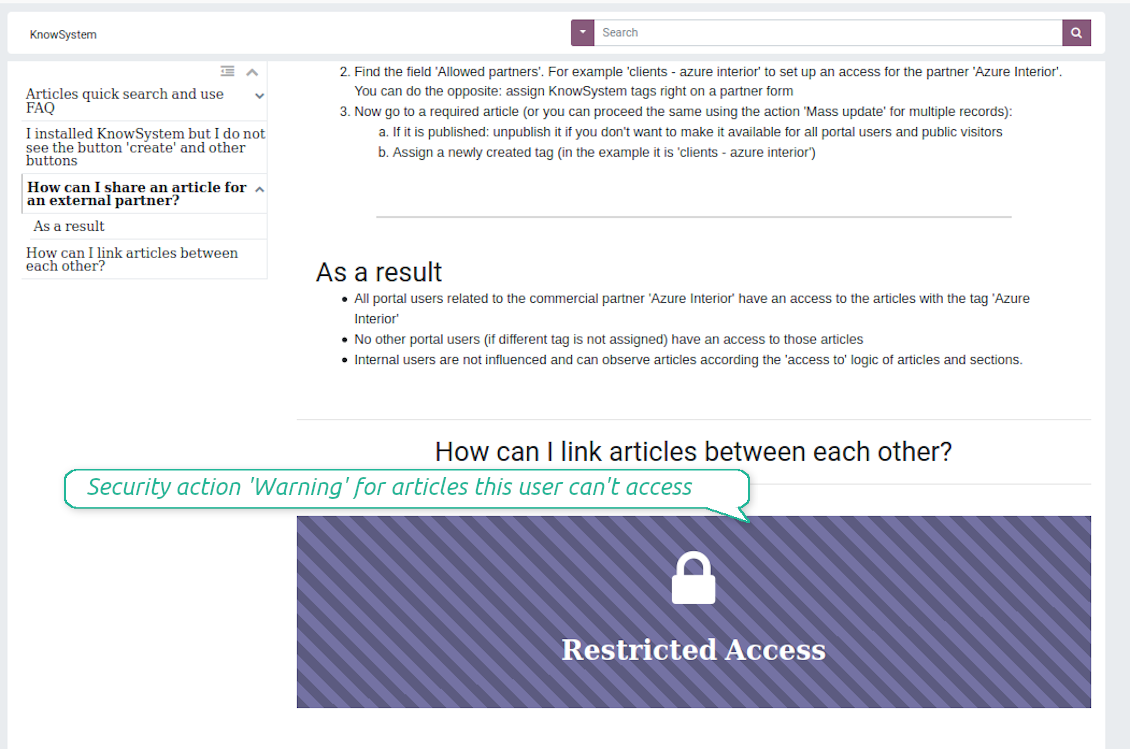 KnowSystem
Search
Articles quick search and use
FAQ
I installed KnowSystem but I do not
see the button 'create' and other
buttons
How can I share an article for
an external partner?
As a result
How can I link articles between
each other?
2. Find the field 'Allowed partners'. For example 'clients - azure interior' to set up an access for the partner 'Azure Interior'.
You can do the opposite: assign KnowSystem tags right on a partner form
3. Now go to a required article (or you can proceed the same using the action 'Mass update' for multiple records):
a. If it is published: unpublish it if you don't want to make it available for all portal users and public visitors
b. Assign a newly created tag (in the example it is 'clients - azure interior')
As a result
All portal users related to the commercial partner 'Azure Interior' have an access to the articles with the tag 'Azure
Interior'
No other portal users (if different tag is not assigned) have an access to those articles
Internal users are not influenced and can observe articles according the 'access to' logic of articles and sections.
How can I link articles between each other?
Security action 'Warning' for articles this user can't access
Restricted Access